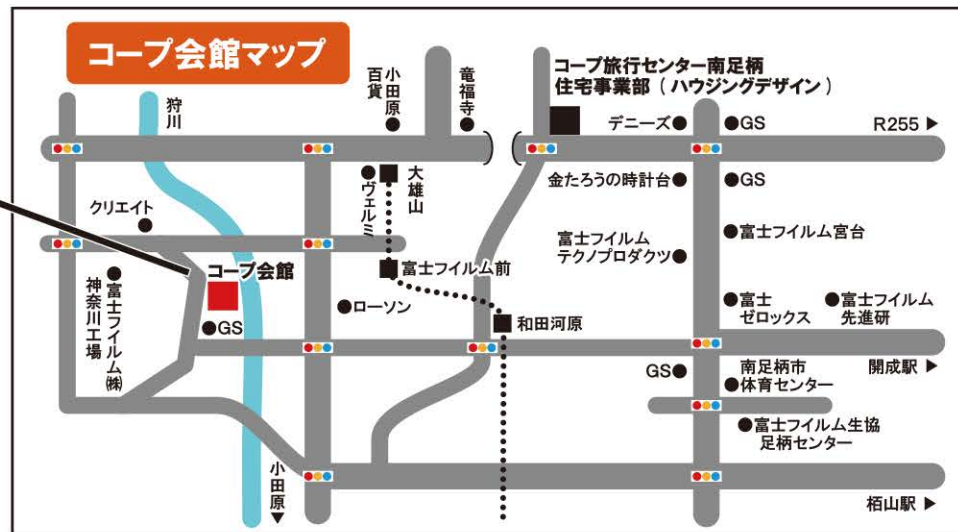 コープ会館マップ
狩川
小田原
百貨
竜福寺
コープ旅行センター南足柄
住宅事業部(ハウジングデザイン)
デニーズ
GS
R255 ▶
ヴェルミ
大雄山
金たろうの時計台
GS
クリエイト
富士フイルム宮台
富士フイルム
テクノプロダクツ
コープ会館
富士フイルム前
富士フイルム㈱
神奈川工場
GS
ローソン
和田河原
富士
ゼロックス
富士フイルム
先進研
GS
南足柄市
体育センター
開成駅 ▶
富士フイルム生協
足柄センター
小田原▼
栢山駅 ▶